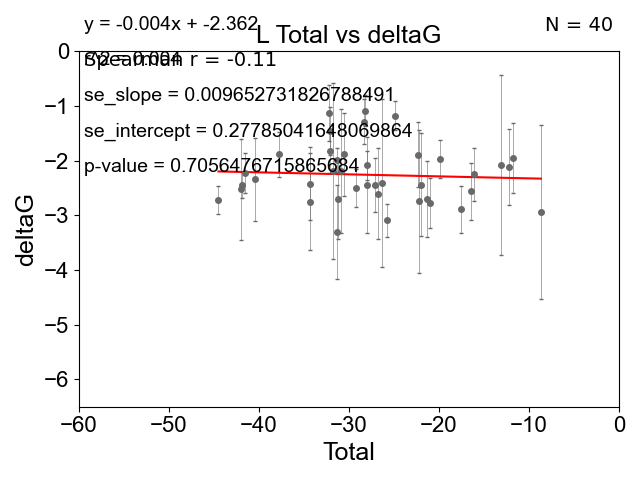 y = -0.004x + -2.362
N = 40
L Total vs deltaG
r^2 = 0.004
Spearman r = -0.11
se_slope = 0.009652731826788491
se_intercept = 0.27785041648069864
p-value = 0.7056476715865684
deltaG
0
−1
−2
−3
−4
−5
−6
−60
−50
−40
−30
−20
−10
0
Total